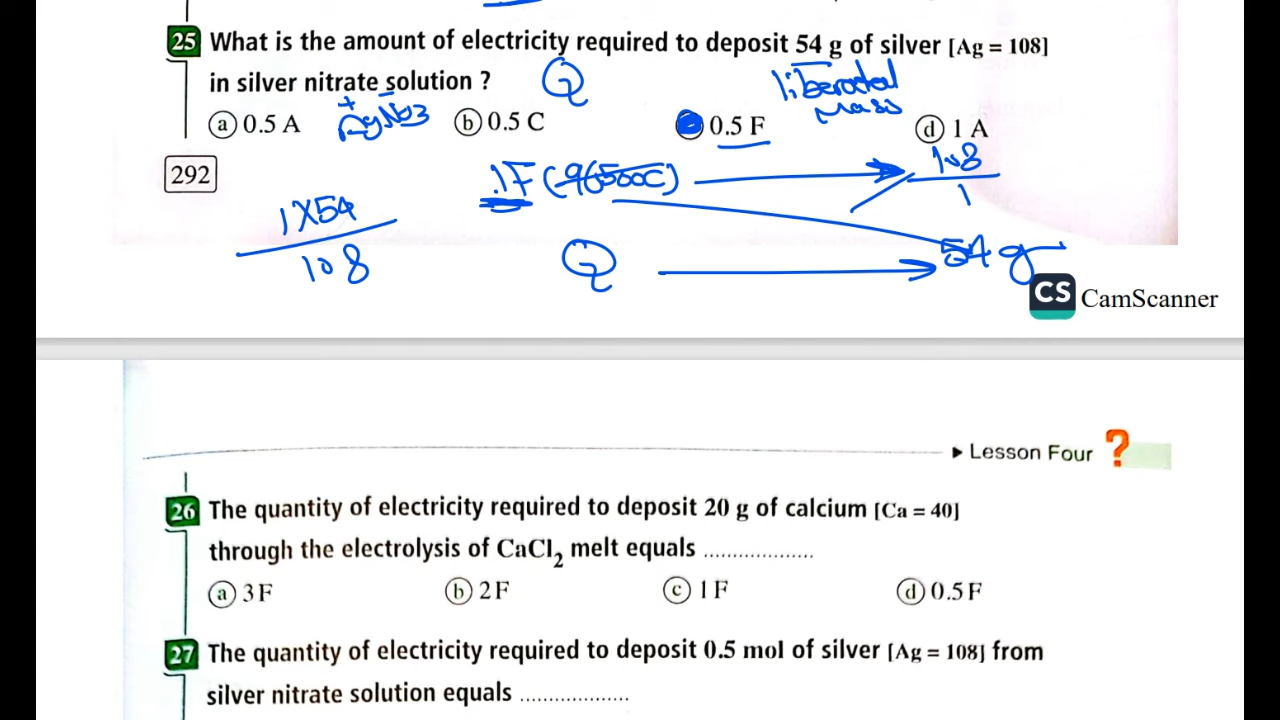 25 What is the amount of electricity required to deposit 54 g of silver [Ag = 108]
in silver nitrate solution ?
Q
liberated
mass
+ -
AgNO3
a 0.5 A b 0.5 C 0.5 F d 1 A
292
1F (96500C)
108
1
1X54
108
Q
54 g
CS CamScanner
▸ Lesson Four ?
26 The quantity of electricity required to deposit 20 g of calcium [Ca = 40]
through the electrolysis of CaCl₂ melt equals ...................
a 3 F b 2 F c 1 F d 0.5 F
27 The quantity of electricity required to deposit 0.5 mol of silver [Ag = 108] from
silver nitrate solution equals ...................